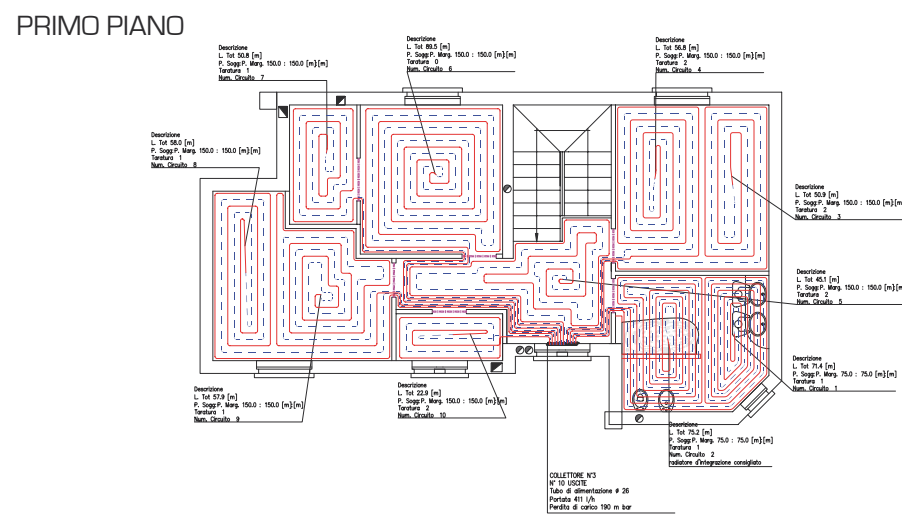 PRIMO PIANO
Descrizione
L. Tot 50.8 [m]
P. Sogg:P. Marg. 150.0 : 150.0 [m]:[m]
Taratura 1
Num. Circuito 7
Descrizione
L. Tot 89.5 [m]
P. Sogg:P. Marg. 150.0 : 150.0 [m]:[m]
Taratura 0
Num. Circuito 6
Descrizione
L. Tot 56.8 [m]
P. Sogg:P. Marg. 150.0 : 150.0 [m]:[m]
Taratura 2
Num. Circuito 4
Descrizione
L. Tot 58.0 [m]
P. Sogg:P. Marg. 150.0 : 150.0 [m]:[m]
Taratura 1
Num. Circuito 8
Descrizione
L. Tot 50.9 [m]
P. Sogg:P. Marg. 150.0 : 150.0 [m]:[m
Taratura 2
Num. Circuito 3
Descrizione
L. Tot 45.1 [m]
P. Sogg:P. Marg. 150.0 : 150.0 [m]:[m
Taratura 2
Num. Circuito 5
Descrizione
L. Tot 71.4 [m]
P. Sogg:P. Marg. 75.0 : 75.0 [m]:[m]
Taratura 1
Num. Circuito 1
Descrizione
L. Tot 57.9 [m]
P. Sogg:P. Marg. 150.0 : 150.0 [m]:[m]
Taratura 1
Num. Circuito 9
Descrizione
L. Tot 22.9 [m]
P. Sogg:P. Marg. 150.0 : 150.0 [m]:[m]
Taratura 2
Num. Circuito 10
Descrizione
L. Tot 75.2 [m]
P. Sogg:P. Marg. 75.0 : 75.0 [m]:[m]
Taratura 1
Num. Circuito 2
radiatore d'integrazione consigliato
COLLETTORE N°3
N° 10 USCITE
Tubo di alimentazione ø 26
Portata 411 l/h
Perdita di carico 190 m bar